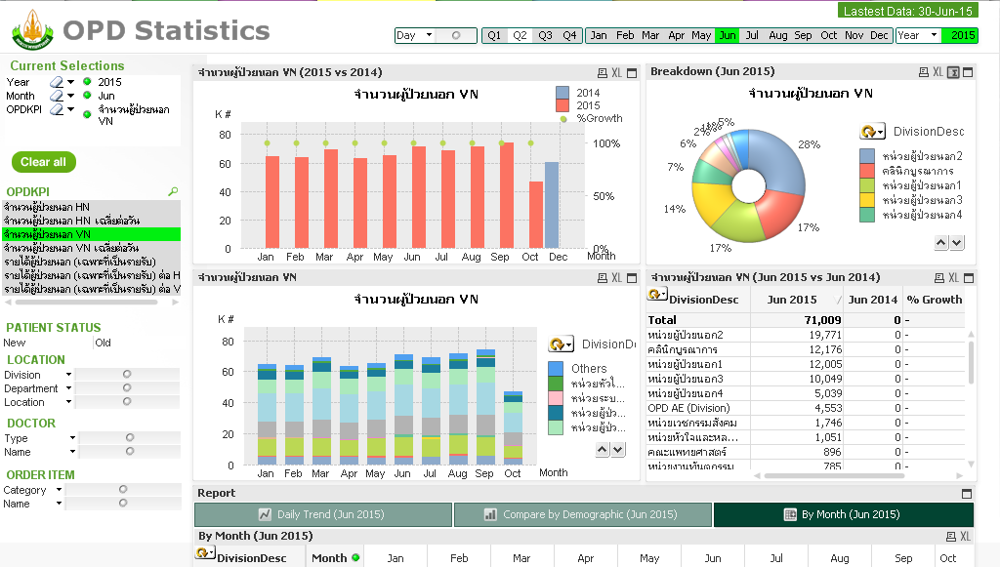 Lastest Data: 30-Jun-15
OPD Statistics
Day Q1 Q2 Q3 Q4 Jan Feb Mar Apr May Jun Jul Aug Sep Oct Nov Dec Year 2015
Current Selections
Year 2015
Month Jun
OPDKPI จำนวนผู้ป่วยนอก
VN
Clear all
OPDKPI
จำนวนผู้ป่วยนอก HN
จำนวนผู้ป่วยนอก HN เฉลี่ยต่อวัน
จำนวนผู้ป่วยนอก VN
จำนวนผู้ป่วยนอก VN เฉลี่ยต่อวัน
รายได้ผู้ป่วยนอก (เฉพาะที่เป็นรายรับ)
รายได้ผู้ป่วยนอก (เฉพาะที่เป็นรายรับ) ต่อ H
รายได้ผู้ป่วยนอก (เฉพาะที่เป็นรายรับ) ต่อ V
PATIENT STATUS
New Old
LOCATION
Division
Department
Location
DOCTOR
Type
Name
ORDER ITEM
Category
Name
จำนวนผู้ป่วยนอก VN (2015 vs 2014) XL
จำนวนผู้ป่วยนอก VN
2014
2015
%Growth
K #
80
60
40
20
0
100%
50%
0%
Jan Feb Mar Apr May Jun Jul Aug Sep Oct Dec Month
Breakdown (Jun 2015) XL
จำนวนผู้ป่วยนอก VN
28%
17%
17%
14%
7%
6%
5%
DivisionDesc
หน่วยผู้ป่วยนอก2
คลินิกบูรณาการ
หน่วยผู้ป่วยนอก1
หน่วยผู้ป่วยนอก3
หน่วยผู้ป่วยนอก4
จำนวนผู้ป่วยนอก VN XL
จำนวนผู้ป่วยนอก VN
K #
80
60
40
20
0
Jan Feb Mar Apr May Jun Jul Aug Sep Oct Month
DivisionD
Others
หน่วยหัวใ...
หน่วยระบ...
หน่วยผู้ป่ว...
หน่วยผู้ป่ว...
จำนวนผู้ป่วยนอก VN (Jun 2015 vs Jun 2014) XL
DivisionDesc Jun 2015 Jun 2014 % Growth
Total 71,009 0 -
หน่วยผู้ป่วยนอก2 19,771 0 -
คลินิกบูรณาการ 12,176 0 -
หน่วยผู้ป่วยนอก1 12,005 0 -
หน่วยผู้ป่วยนอก3 10,049 0 -
หน่วยผู้ป่วยนอก4 5,039 0 -
OPD AE (Division) 4,553 0 -
หน่วยเวชกรรมสังคม 1,746 0 -
หน่วยหัวใจและหล... 1,051 0 -
คณะแพทยศาสตร์ 896 0 -
หน่วยงานทันตกรรม 785 0 -
Report
Daily Trend (Jun 2015) Compare by Demographic (Jun 2015) By Month (Jun 2015)
By Month (Jun 2015) XL
DivisionDesc Month Jan Feb Mar Apr May Jun Jul Aug Sep Oct